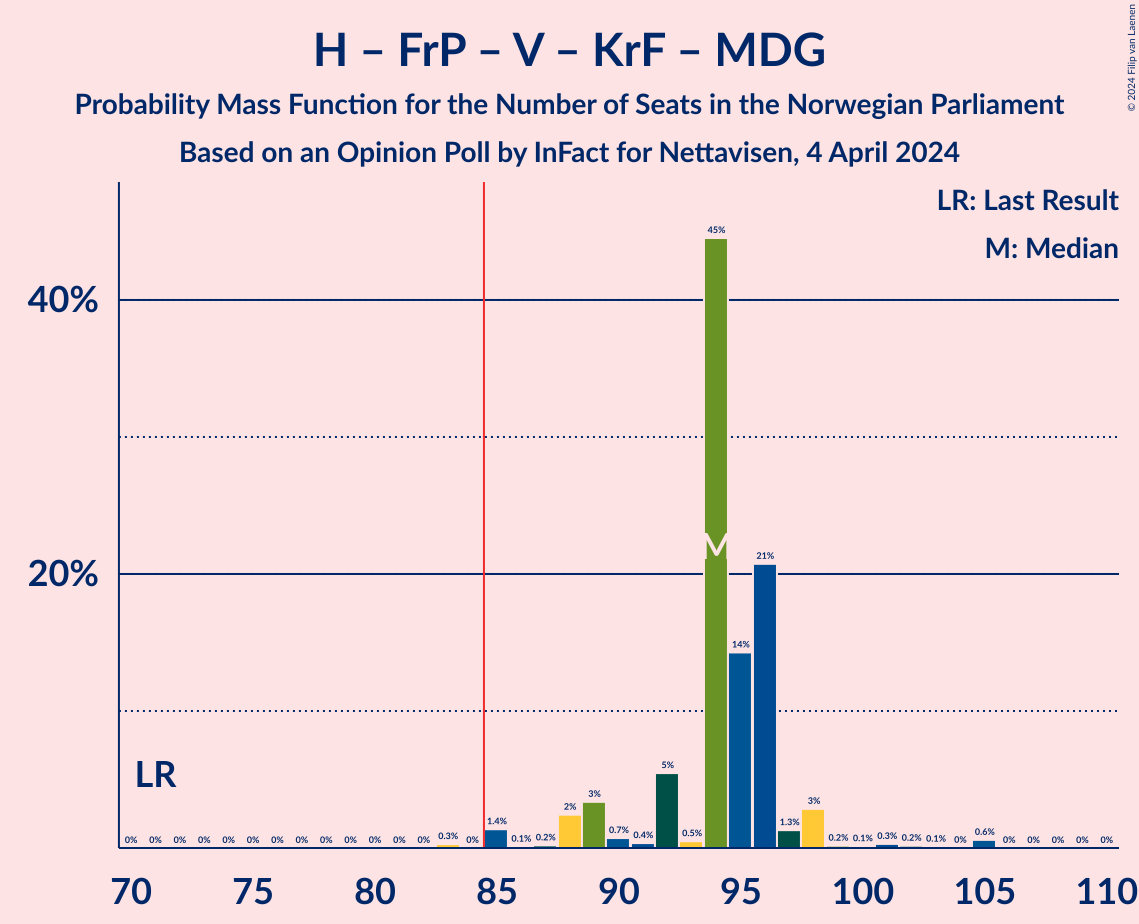 H – FrP – V – KrF – MDG
Probability Mass Function for the Number of Seats in the Norwegian Parliament
Based on an Opinion Poll by InFact for Nettavisen, 4 April 2024
© 2024 Filip van Laenen
LR: Last Result
M: Median
40%
20%
LR
M
0% 0% 0% 0% 0% 0% 0% 0% 0% 0% 0% 0% 0% 0.3% 0% 1.4% 0.1% 0.2% 2% 3% 0.7% 0.4% 5% 0.5% 45% 14% 21% 1.3% 3% 0.2% 0.1% 0.3% 0.2% 0.1% 0% 0.6% 0% 0% 0% 0% 0%
70 75 80 85 90 95 100 105 110